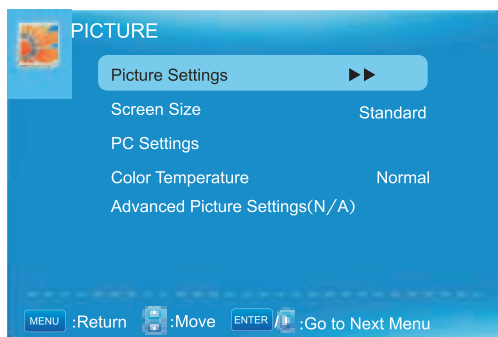 PICTURE
Picture Settings ▶▶
Screen Size Standard
PC Settings
Color Temperature Normal
Advanced Picture Settings(N/A)
MENU :Return :Move ENTER / :Go to Next Menu